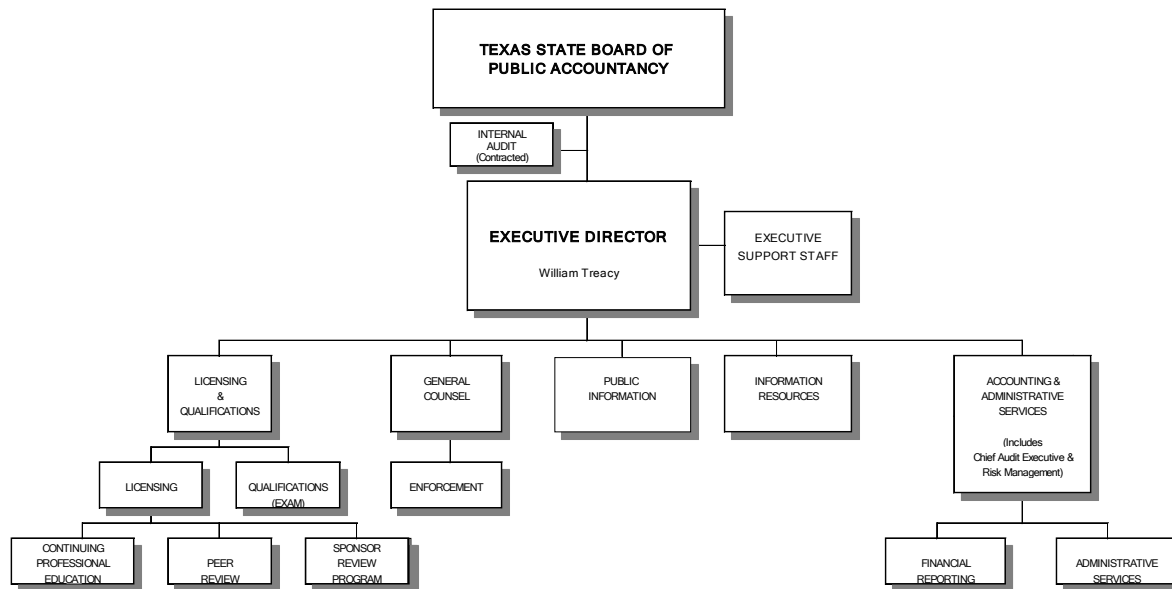 TEXAS STATE BOARD OF
PUBLIC ACCOUNTANCY
INTERNAL
AUDIT
(Contracted)
EXECUTIVE DIRECTOR
William Treacy
EXECUTIVE
SUPPORT STAFF
LICENSING
&
QUALIFICATIONS
GENERAL
COUNSEL
PUBLIC
INFORMATION
INFORMATION
RESOURCES
ACCOUNTING &
ADMINISTRATIVE
SERVICES
(Includes
Chief Audit Executive &
Risk Management)
LICENSING
QUALIFICATIONS
(EXAM)
ENFORCEMENT
CONTINUING
PROFESSIONAL
EDUCATION
PEER
REVIEW
SPONSOR
REVIEW
PROGRAM
FINANCIAL
REPORTING
ADMINISTRATIVE
SERVICES